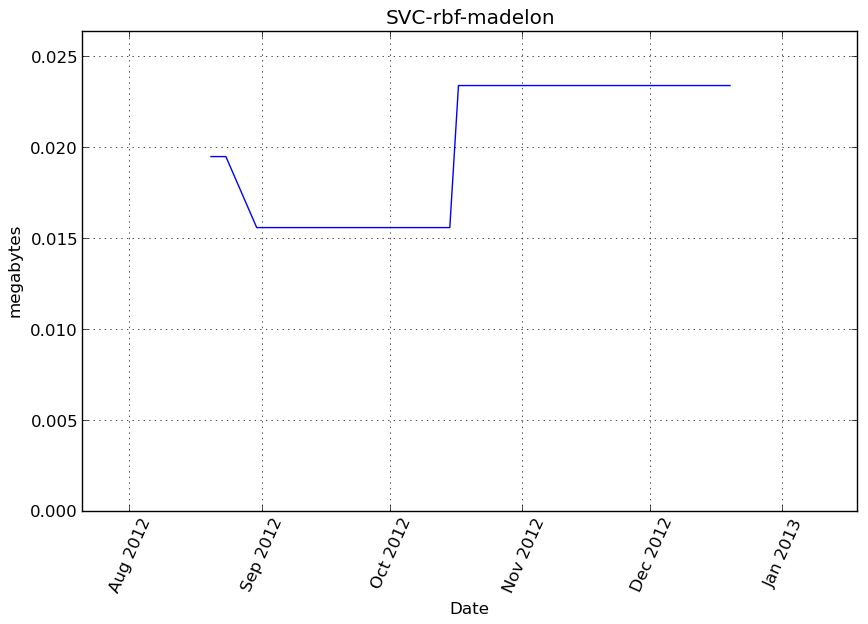 SVC-rbf-madelon
0.025
0.020
0.015
0.010
0.005
0.000
megabytes
Aug 2012
Sep 2012
Oct 2012
Nov 2012
Dec 2012
Jan 2013
Date